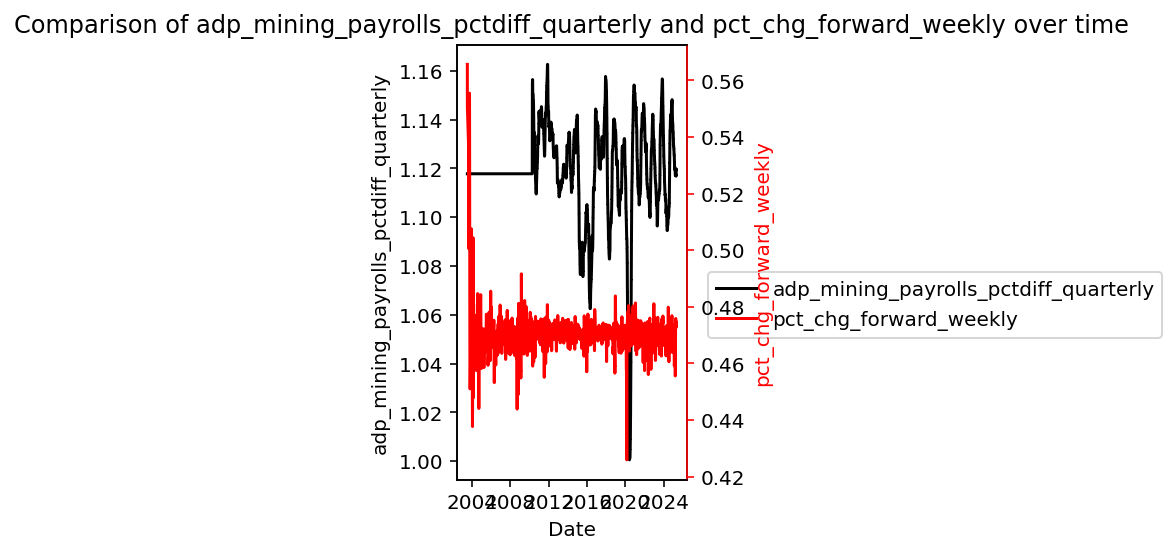 Comparison of adp_mining_payrolls_pctdiff_quarterly and pct_chg_forward_weekly over time
adp_mining_payrolls_pctdiff_quarterly
1.16
1.14
1.12
1.10
1.08
1.06
1.04
1.02
1.00
0.56
0.54
0.52
0.50
0.48
0.46
0.44
0.42
pct_chg_forward_weekly
adp_mining_payrolls_pctdiff_quarterly
pct_chg_forward_weekly
2004 2008 2012 2016 2020 2024
Date